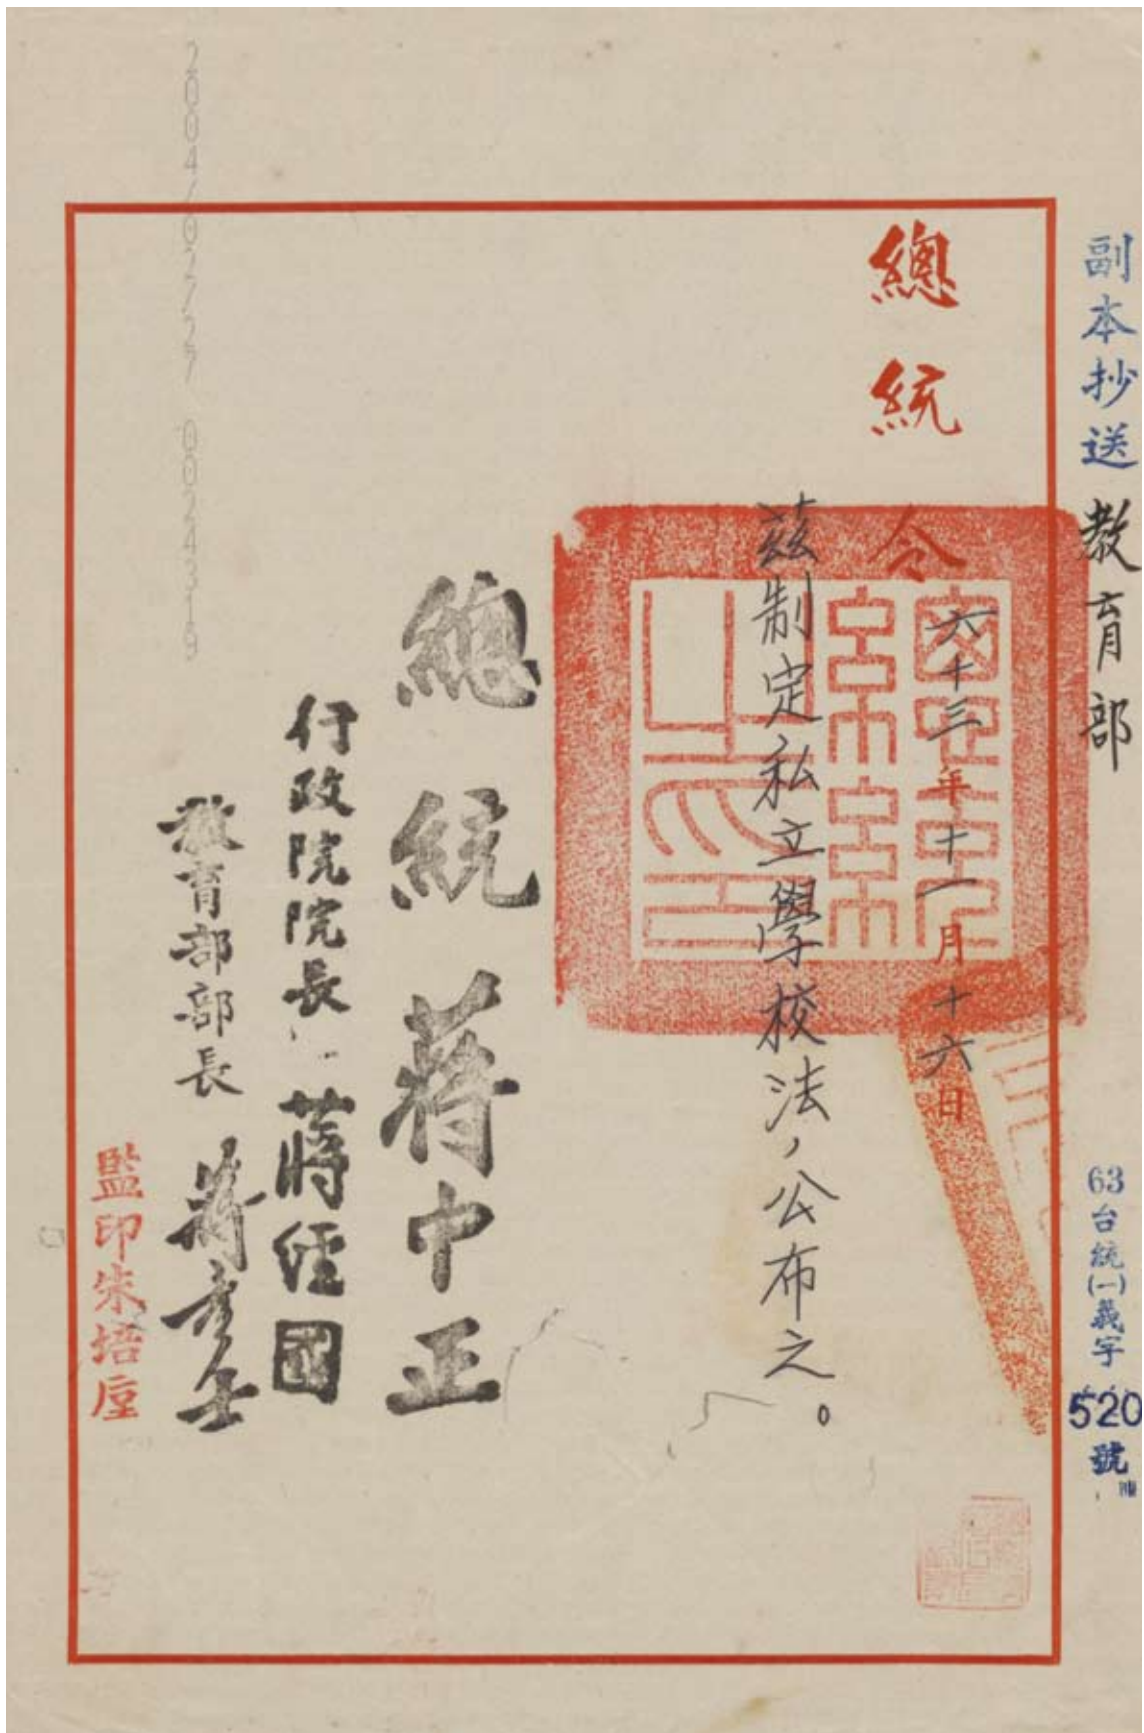 副本抄送 教育部
63台統(一)義字520號
總統令
六十三年十一月十六日
茲制定私立學校法，公布之。
總統 蔣中正
行政院院長 蔣經國
教育部部長 蔣彥士
監印朱培垕
2004/07/27 0024319